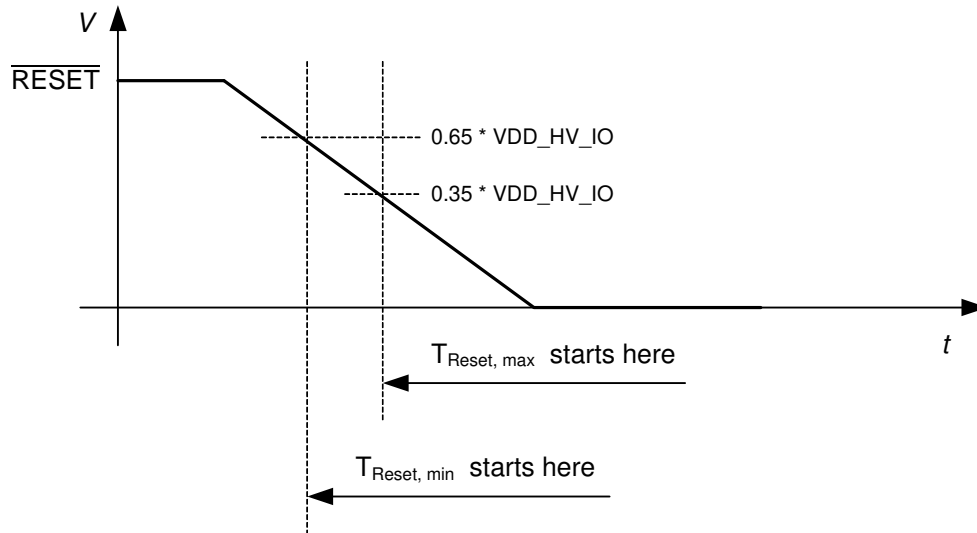 V
RESET
0.65 * VDD_HV_IO
0.35 * VDD_HV_IO
t
TReset, max starts here
TReset, min starts here